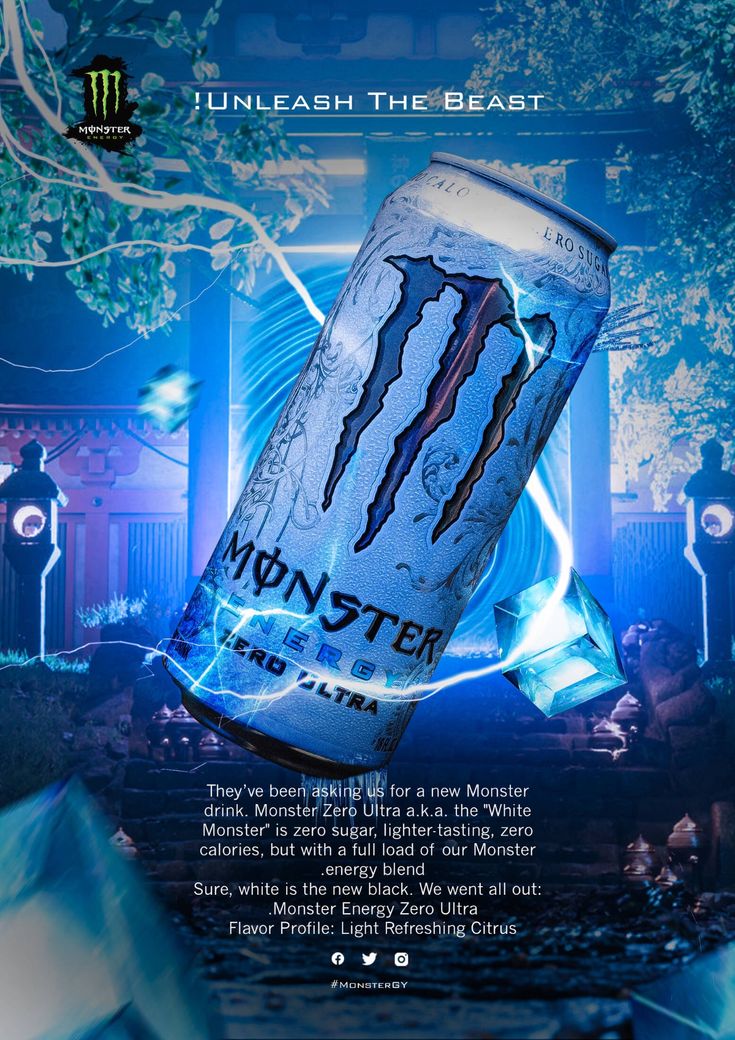 MONSTER
ENERGY
!UNLEASH THE BEAST
CALO
ERO SUGA
MONSTER
ENERGY
ZERO ULTRA
They've been asking us for a new Monster
drink. Monster Zero Ultra a.k.a. the "White
Monster" is zero sugar, lighter-tasting, zero
calories, but with a full load of our Monster
.energy blend
Sure, white is the new black. We went all out:
.Monster Energy Zero Ultra
Flavor Profile: Light Refreshing Citrus
#MONSTERGY